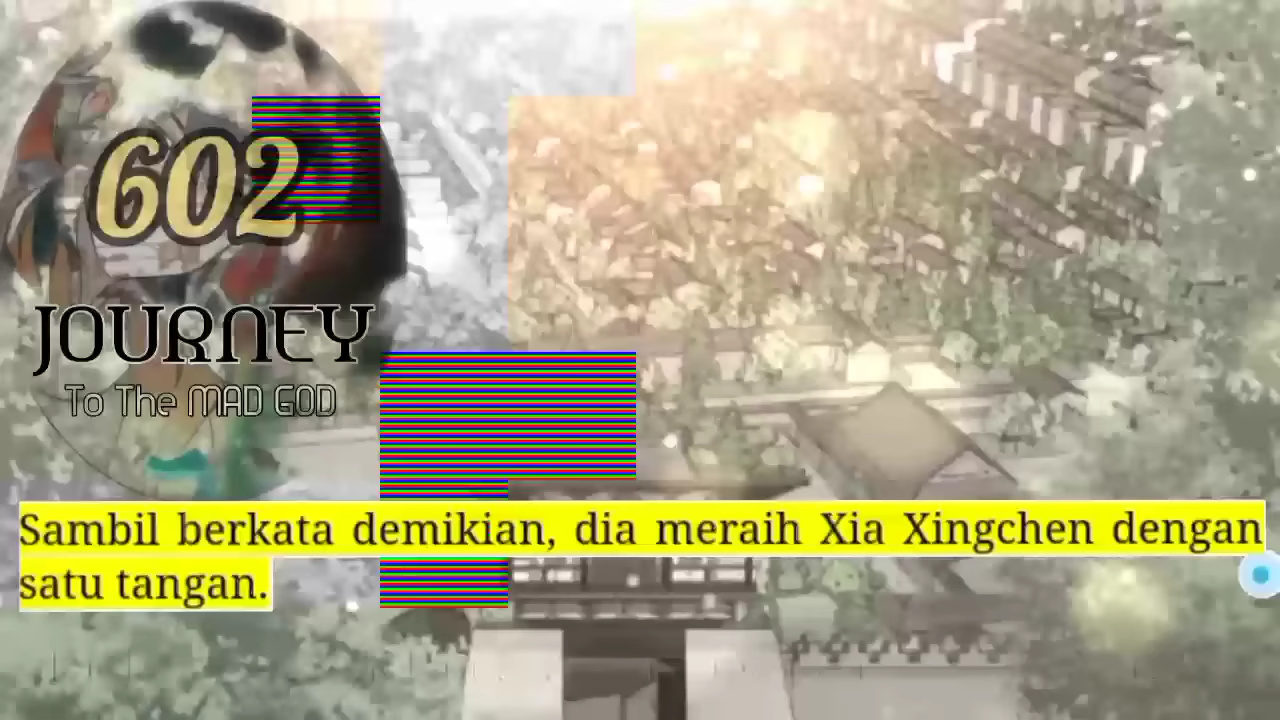 602
JOURNEY
To The MAD GOD
Sambil berkata demikian, dia meraih Xia Xingchen dengan
satu tangan.